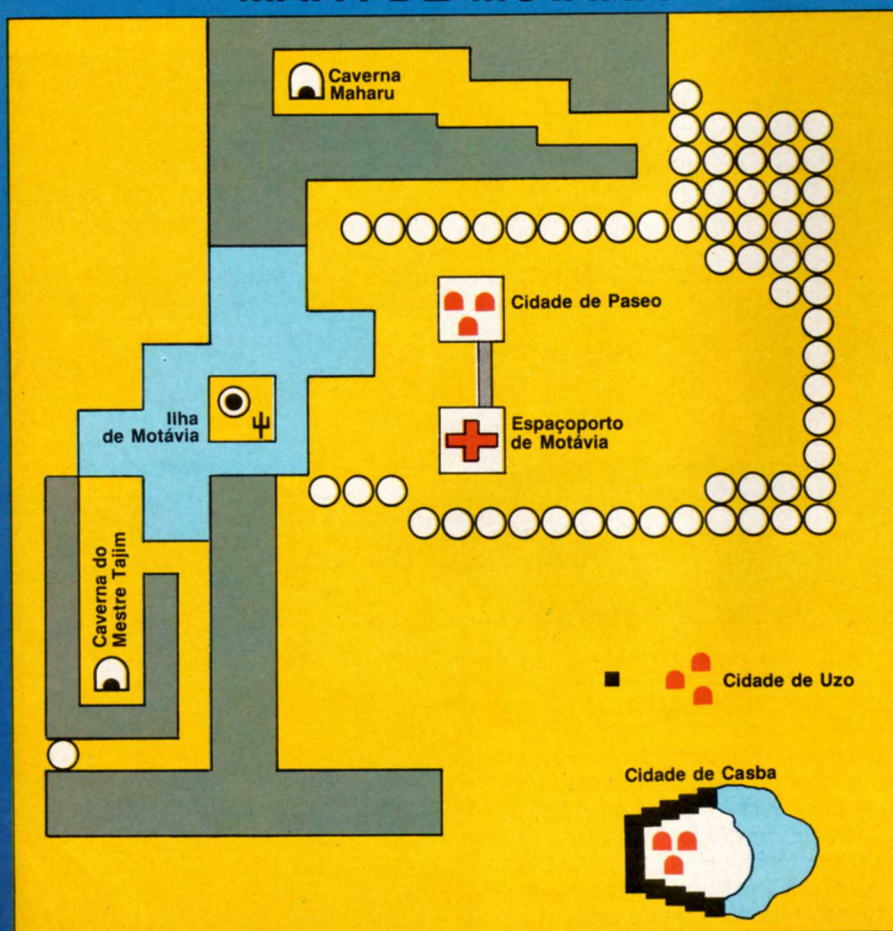 Caverna
Maharu
Cidade de Paseo
Ilha
de Motávia
Espaçoporto
de Motávia
Caverna do
Mestre Tajim
Cidade de Uzo
Cidade de Casba